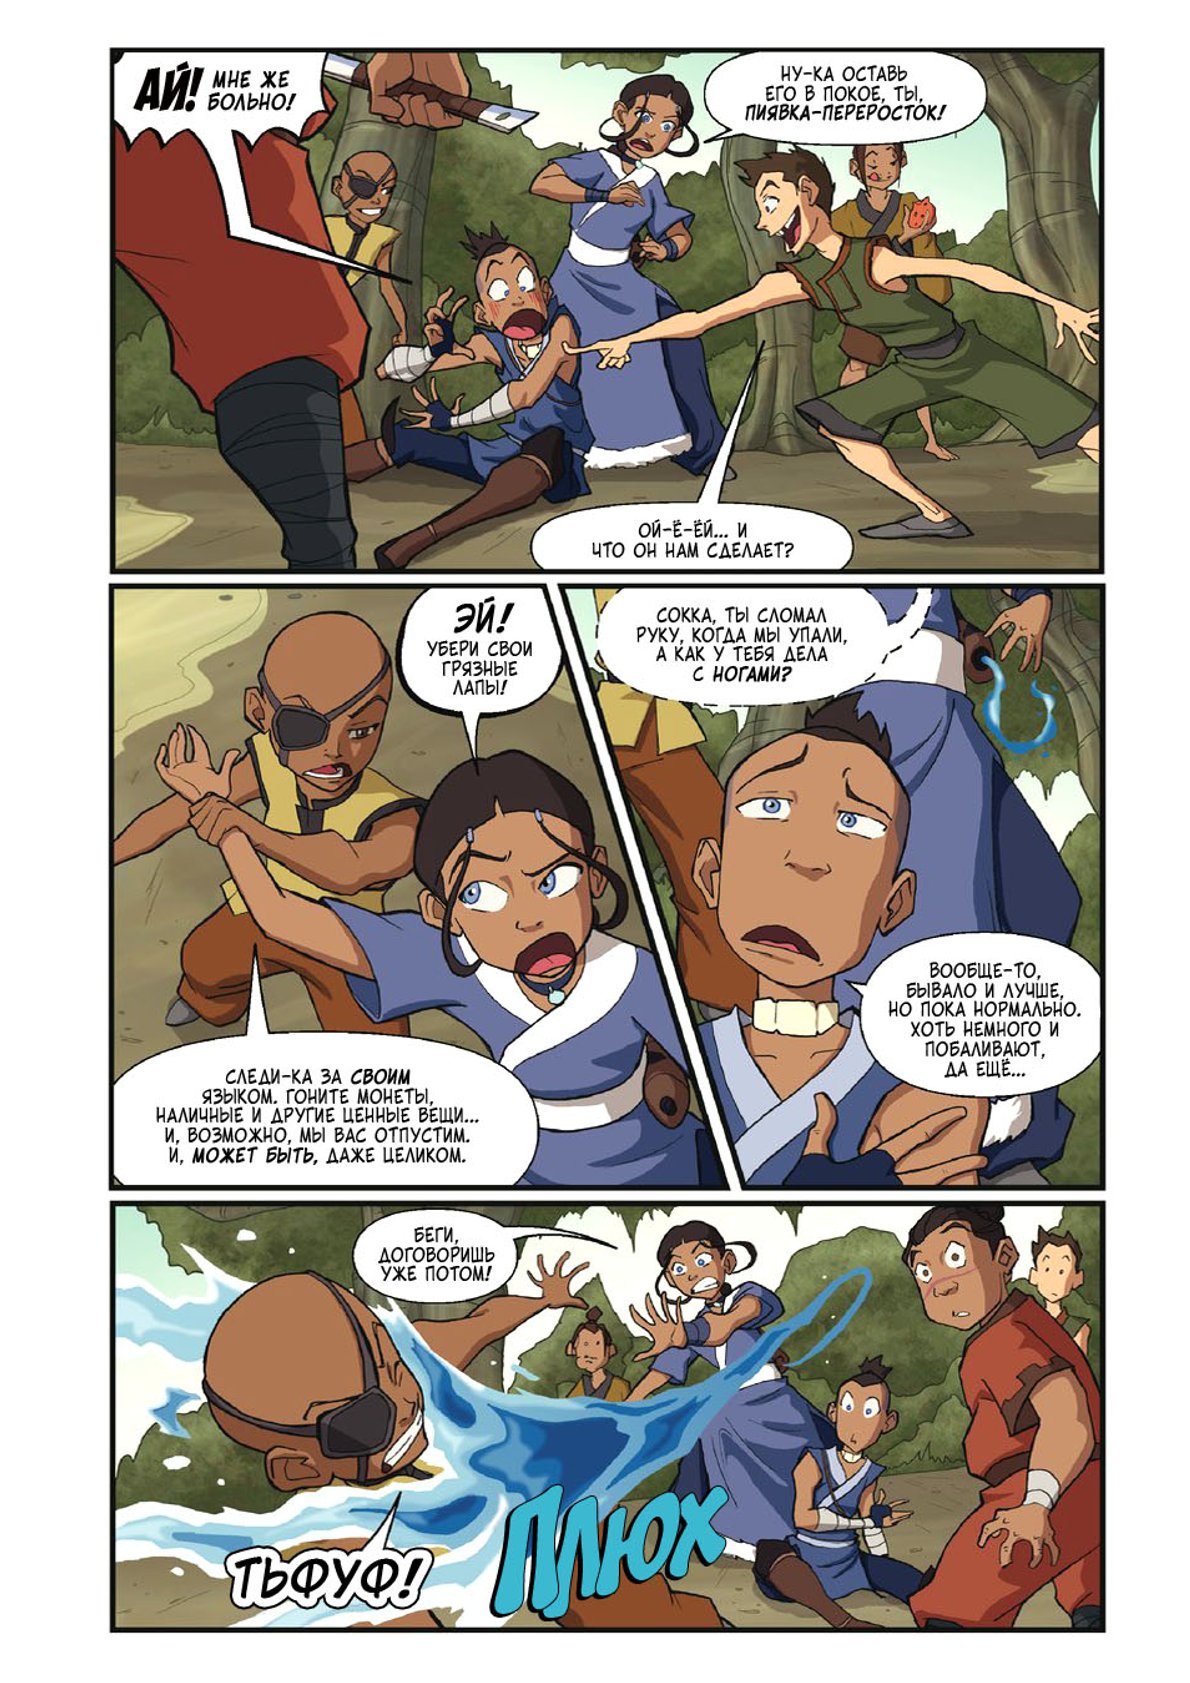 АЙ! МНЕ ЖЕ
БОЛЬНО!
НУ-КА ОСТАВЬ
ЕГО В ПОКОЕ, ТЫ,
ПИЯВКА-ПЕРЕРОСТОК!
ОЙ-Ё-ЁЙ... И
ЧТО ОН НАМ СДЕЛАЕТ?
ЭЙ!
УБЕРИ СВОИ
ГРЯЗНЫЕ
ЛАПЫ!
СЛЕДИ-КА ЗА СВОИМ
ЯЗЫКОМ. ГОНИТЕ МОНЕТЫ,
НАЛИЧНЫЕ И ДРУГИЕ ЦЕННЫЕ ВЕЩИ...
И, ВОЗМОЖНО, МЫ ВАС ОТПУСТИМ.
И, МОЖЕТ БЫТЬ, ДАЖЕ ЦЕЛИКОМ.
СОККА, ТЫ СЛОМАЛ
РУКУ, КОГДА МЫ УПАЛИ,
А КАК У ТЕБЯ ДЕЛА
С НОГАМИ?
ВООБЩЕ-ТО,
БЫВАЛО И ЛУЧШЕ,
НО ПОКА НОРМАЛЬНО.
ХОТЬ НЕМНОГО И
ПОБАЛИВАЮТ,
ДА ЕЩЁ...
БЕГИ,
ДОГОВОРИШЬ
УЖЕ ПОТОМ!
ТЬФУФ!
ПЛЮХ